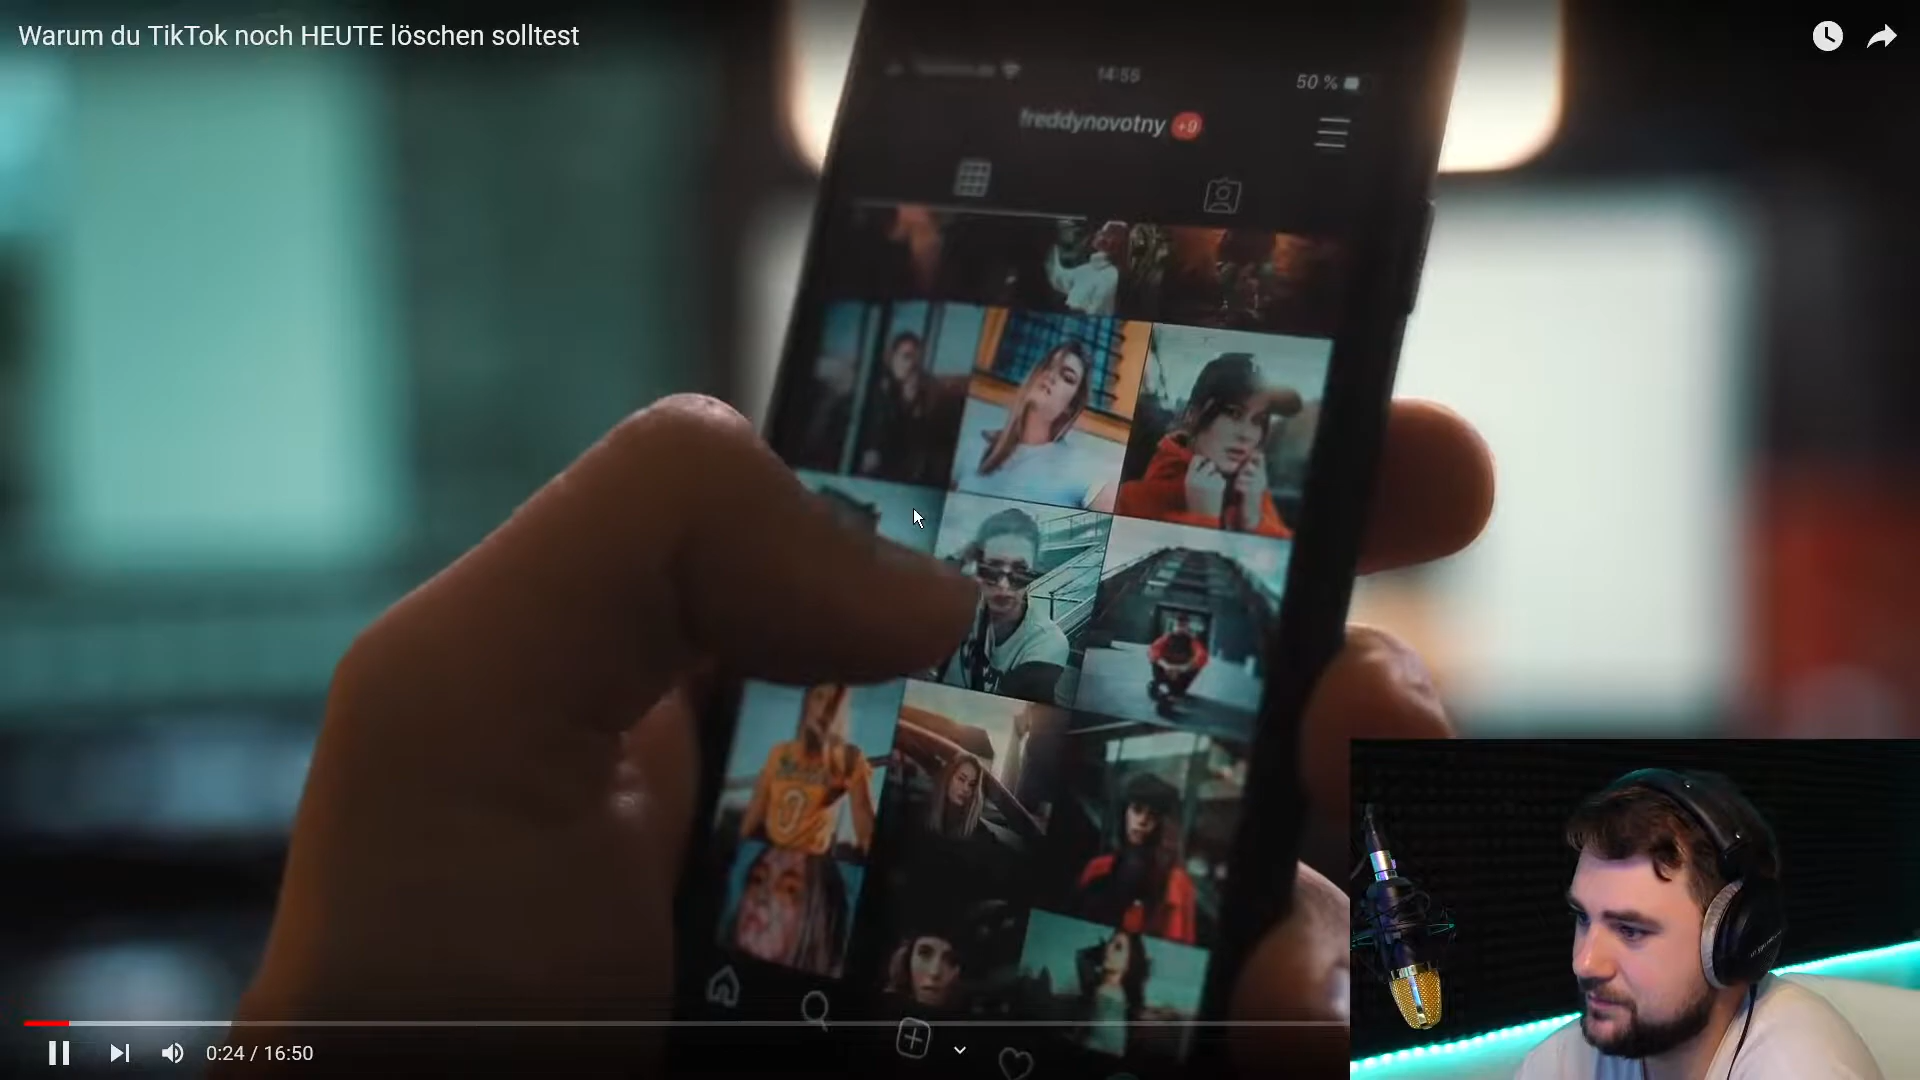 Warum du TikTok noch HEUTE löschen solltest
14:55
50 %
freddynovotny +9
0:24 / 16:50